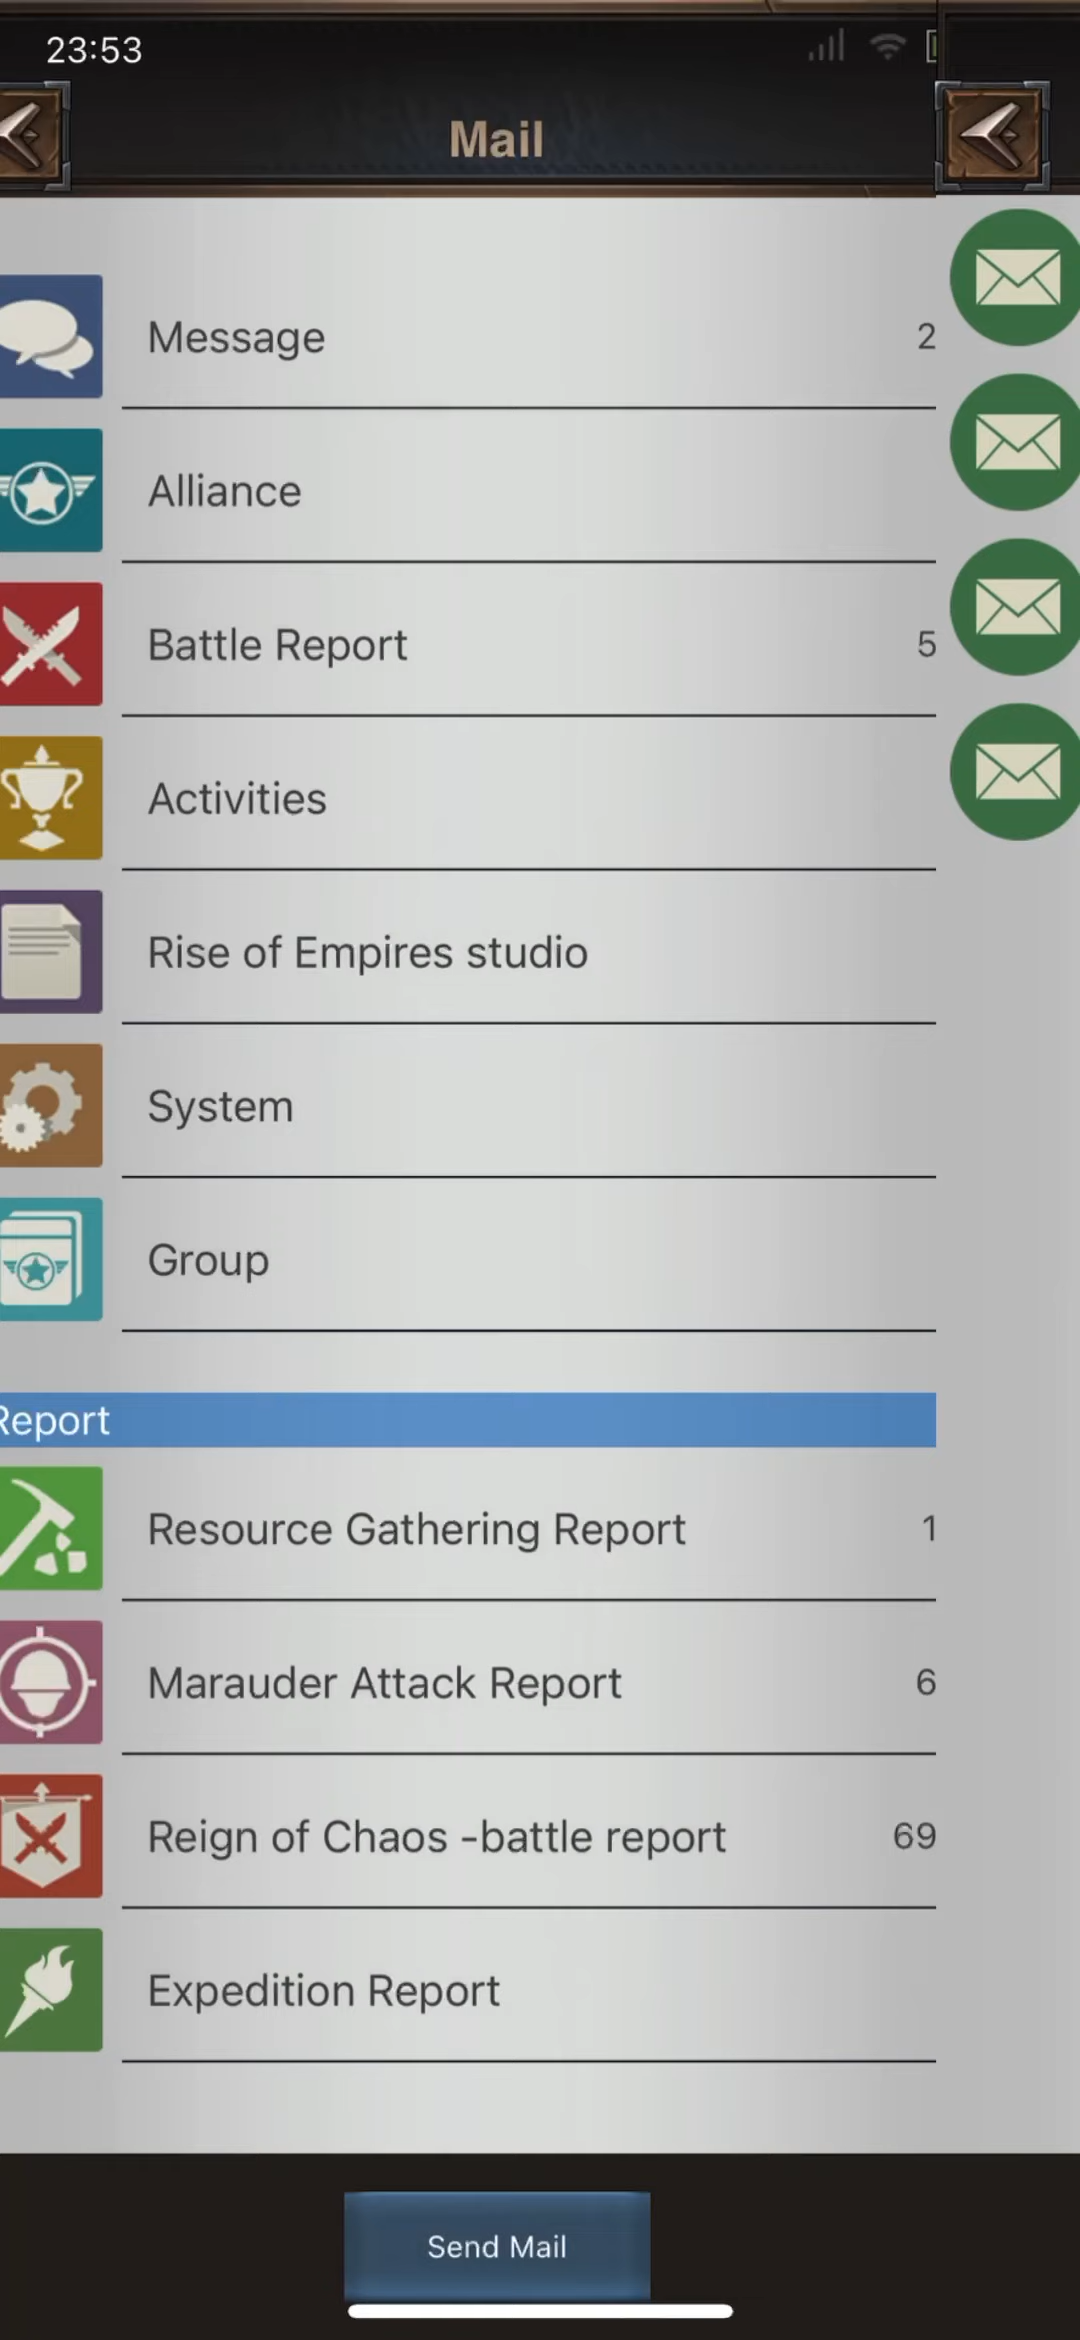 23:53
Mail
Message 2
Alliance
Battle Report 5
Activities
Rise of Empires studio
System
Group
Report
Resource Gathering Report 1
Marauder Attack Report 6
Reign of Chaos -battle report 69
Expedition Report
Send Mail